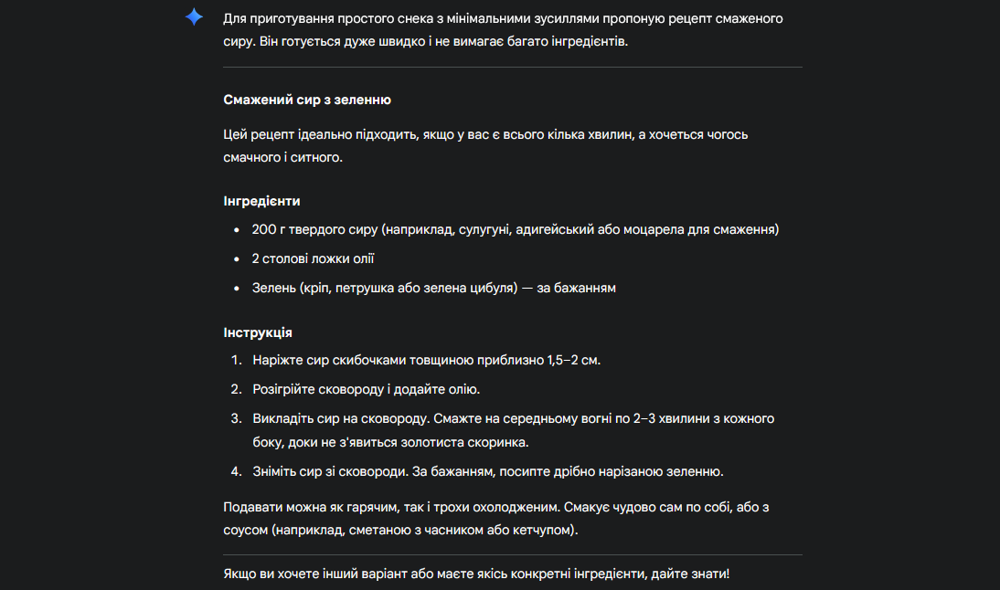 Для приготування простого снека з мінімальними зусиллями пропоную рецепт смаженого
сиру. Він готується дуже швидко і не вимагає багато інгредієнтів.
Смажений сир з зеленню
Цей рецепт ідеально підходить, якщо у вас є всього кілька хвилин, а хочеться чогось
смачного і ситного.
Інгредієнти
• 200 г твердого сиру (наприклад, сулугуні, адигейський або моцарела для смаження)
• 2 столові ложки олії
• Зелень (кріп, петрушка або зелена цибуля) — за бажанням
Інструкція
1. Наріжте сир скибочками товщиною приблизно 1,5–2 см.
2. Розігрійте сковороду і додайте олію.
3. Викладіть сир на сковороду. Смажте на середньому вогні по 2–3 хвилини з кожного
боку, доки не з'явиться золотиста скоринка.
4. Зніміть сир зі сковороди. За бажанням, посипте дрібно нарізаною зеленню.
Подавати можна як гарячим, так і трохи охолодженим. Смакує чудово сам по собі, або з
соусом (наприклад, сметаною з часником або кетчупом).
Якщо ви хочете інший варіант або маєте якісь конкретні інгредієнти, дайте знати!